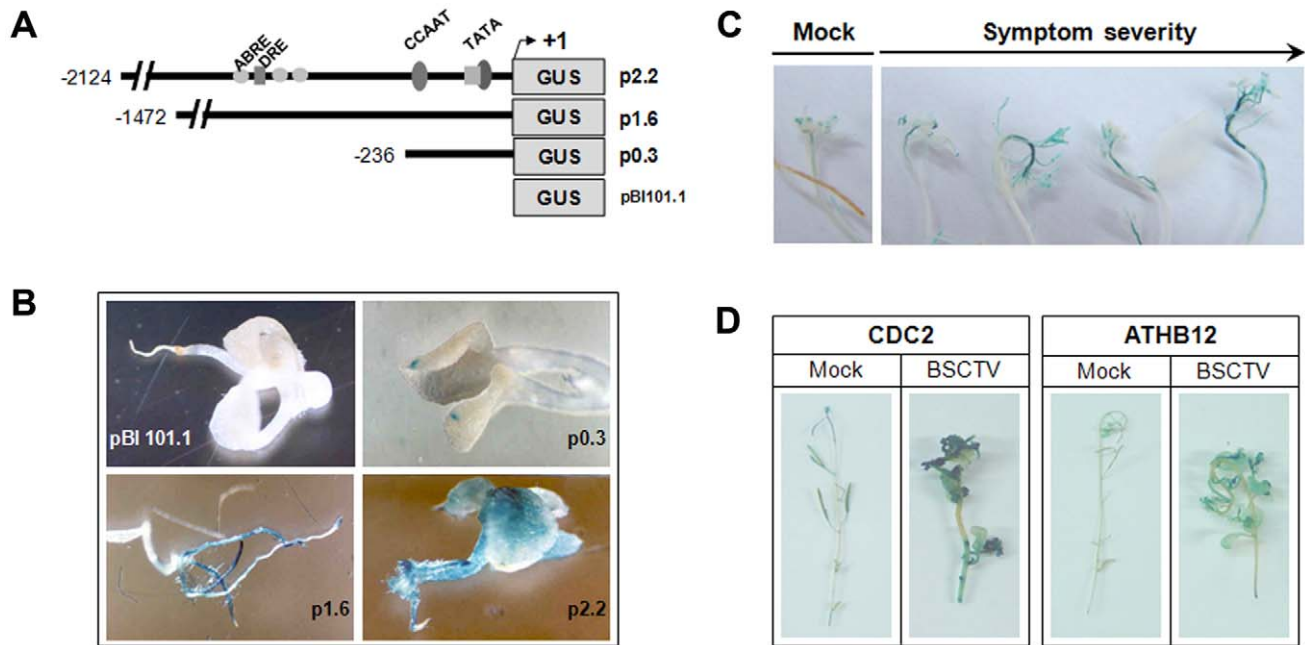 A
ABRE
DRE
CCAAT
TATA
+1
-2124
GUS
p2.2
-1472
GUS
p1.6
-236
GUS
p0.3
GUS
pBI101.1
B
pBI 101.1
p0.3
p1.6
p2.2
C
Mock
Symptom severity
D
CDC2
ATHB12
Mock
BSCTV
Mock
BSCTV